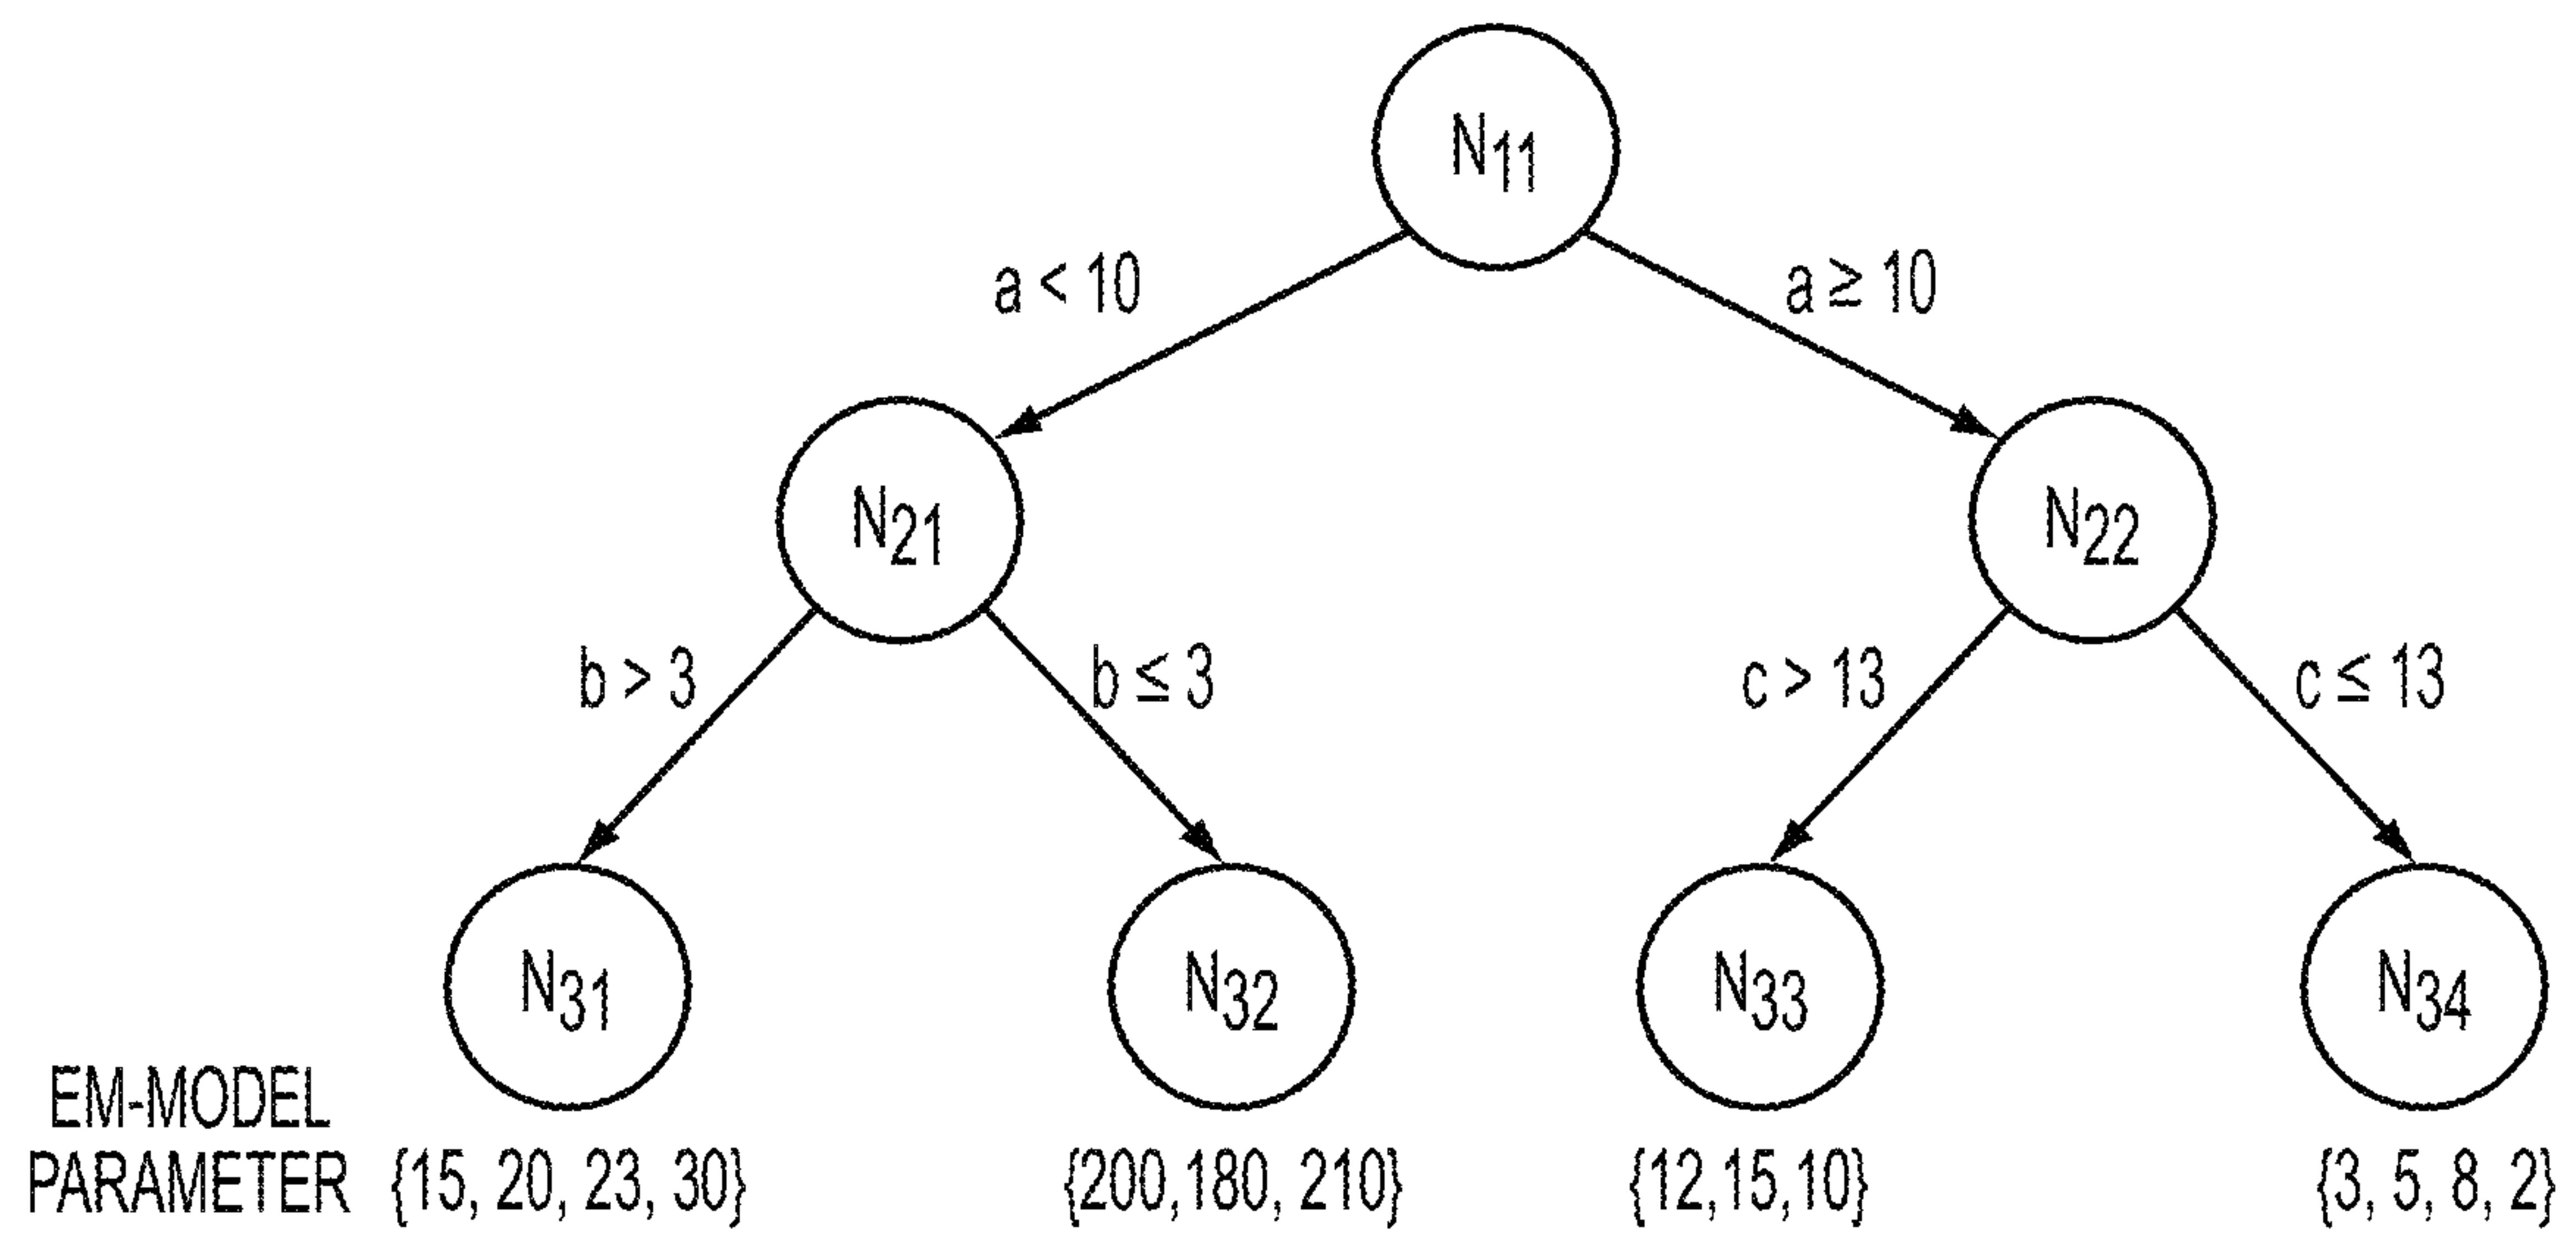 N11
a < 10
a ≥ 10
N21
N22
b > 3
b ≤ 3
c > 13
c ≤ 13
N31
N32
N33
N34
EM-MODEL
PARAMETER {15, 20, 23, 30} {200,180, 210} {12,15,10} {3, 5, 8, 2}